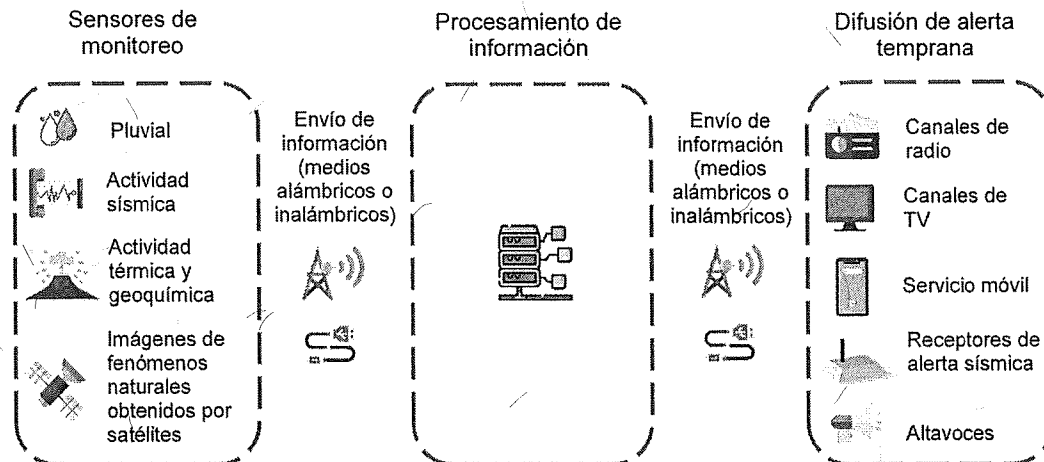 Sensores de
monitoreo
Pluvial
Actividad
sísmica
Actividad
térmica y
geoquímica
Imágenes de
fenómenos
naturales
obtenidos por
satélites
Envío de
información
(medios
alámbricos o
inalámbricos)
Procesamiento de
información
Envío de
información
(medios
alámbricos o
inalámbricos)
Difusión de alerta
temprana
Canales de
radio
Canales de
TV
Servicio móvil
Receptores de
alerta sísmica
Altavoces